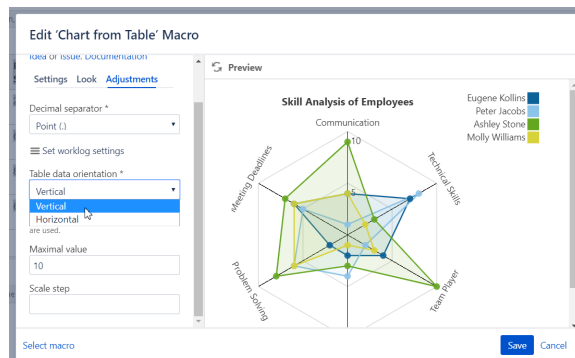 Edit 'Chart from Table' Macro
idea or issue. Documentation
Settings Look Adjustments
Decimal separator *
Point (.)
Set worklog settings
Table data orientation *
Vertical
Vertical
Horizontal
are used.
Maximal value
10
Scale step
Select macro
Preview
Skill Analysis of Employees
Eugene Kollins
Peter Jacobs
Ashley Stone
Molly Williams
Communication
Technical Skills
Team Player
Problem Solving
Meeting Deadlines
10
5
Save Cancel